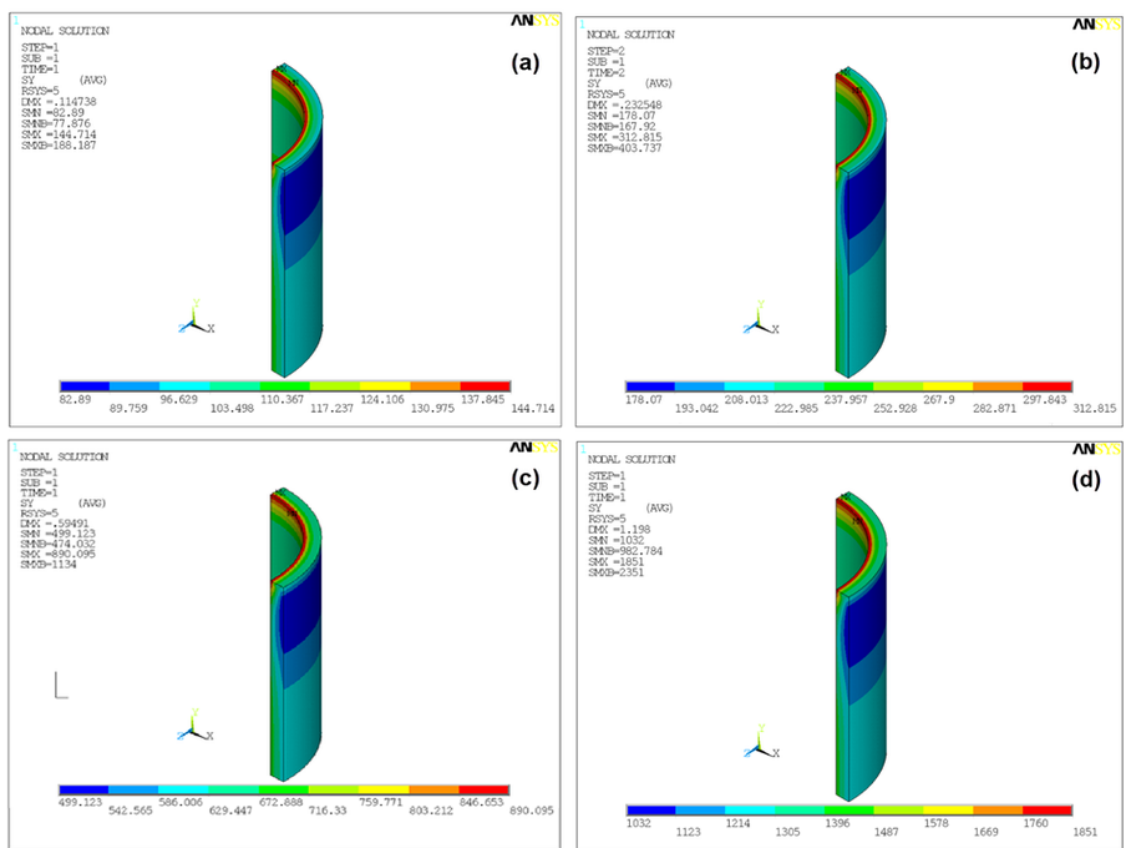 1
ANSYS
NODAL SOLUTION
(a)
STEP=1
SUB =1
TIME=1
SY (AVG)
RSYS=5
DMX =.114738
SMN =82.89
SMNB=77.876
SMX =144.714
SMXB=188.187
MX
Y
Z X
82.89 96.629 110.367 124.106 137.845
89.759 103.498 117.237 130.975 144.714
1
ANSYS
NODAL SOLUTION
(b)
STEP=2
SUB =1
TIME=2
SY (AVG)
RSYS=5
DMX =.232548
SMN =178.07
SMNB=167.92
SMX =312.815
SMXB=403.737
Y
Z X
178.07 208.013 237.957 267.9 297.843
193.042 222.985 252.928 282.871 312.815
1
ANSYS
NODAL SOLUTION
(c)
STEP=1
SUB =1
TIME=1
SY (AVG)
RSYS=5
DMX =.59491
SMN =499.123
SMNB=474.032
SMX =890.095
SMXB=1134
Y
Z X
499.123 586.006 672.888 759.771 846.653
542.565 629.447 716.33 803.212 890.095
1
ANSYS
NODAL SOLUTION
(d)
STEP=1
SUB =1
TIME=1
SY (AVG)
RSYS=5
DMX =1.198
SMN =1032
SMNB=982.784
SMX =1851
SMXB=2351
Y
Z X
1032 1123 1214 1305 1396 1487 1578 1669 1760 1851